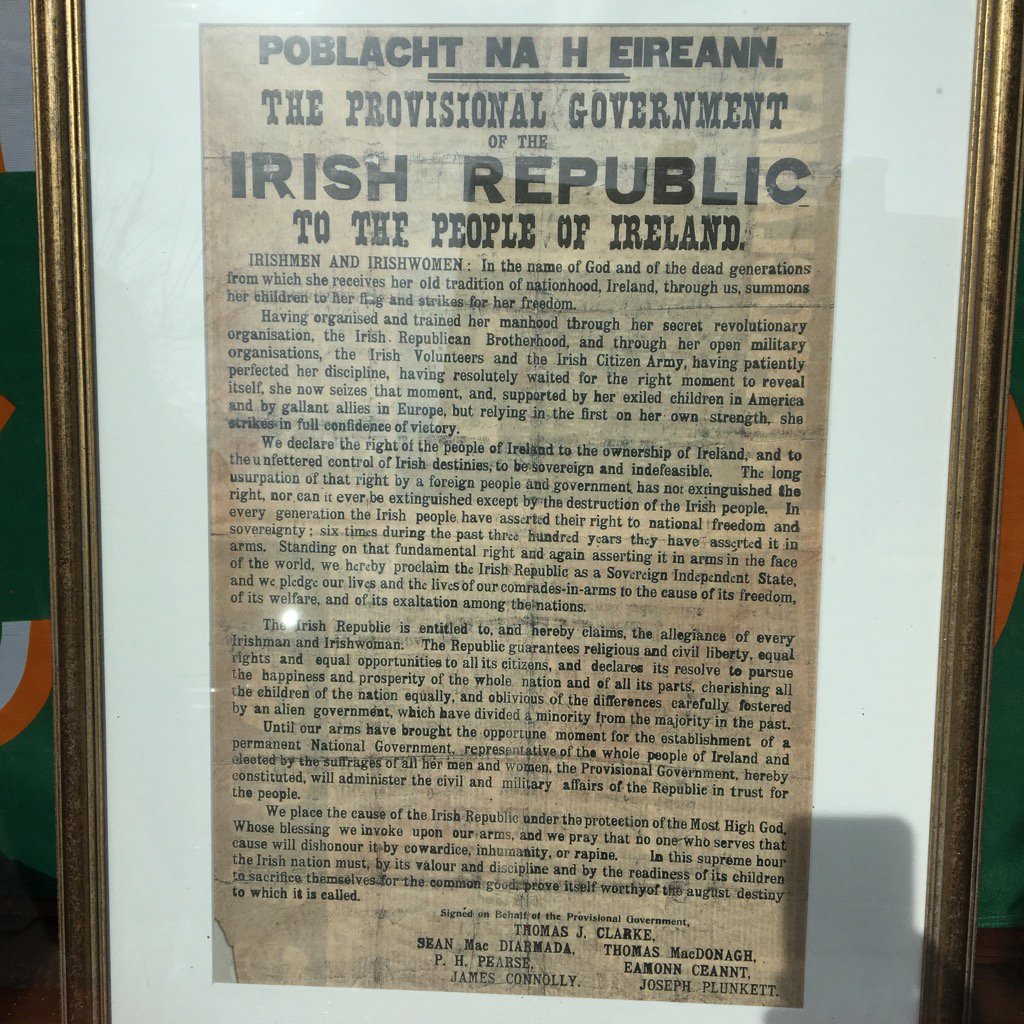 POBLACHT NA H EIREANN.
THE PROVISIONAL GOVERNMENT
OF THE
IRISH REPUBLIC
TO THE PEOPLE OF IRELAND.
IRISHMEN AND IRISHWOMEN : In the name of God and of the dead generations
from which she receives her old tradition of nationhood, Ireland, through us, summons
her children to her flag and strikes for her freedom.
Having organised and trained her manhood through her secret revolutionary
organisation, the Irish Republican Brotherhood, and through her open military
organisations, the Irish Volunteers and the Irish Citizen Army, having patiently
perfected her discipline, having resolutely waited for the right moment to reveal
itself, she now seizes that moment, and, supported by her exiled children in America
and by gallant allies in Europe, but relying in the first on her own strength, she
strikes in full confidence of victory.
We declare the right of the people of Ireland to the ownership of Ireland, and to
the unfettered control of Irish destinies, to be sovereign and indefeasible. The long
usurpation of that right by a foreign people and government has not extinguished the
right, nor can it ever be extinguished except by the destruction of the Irish people. In
every generation the Irish people have asserted their right to national freedom and
sovereignty ; six times during the past three hundred years they have asserted it in
arms. Standing on that fundamental right and again asserting it in arms in the face
of the world, we hereby proclaim the Irish Republic as a Sovereign Independent State,
and we pledge our lives and the lives of our comrades-in-arms to the cause of its freedom,
of its welfare, and of its exaltation among the nations.
The Irish Republic is entitled to, and hereby claims, the allegiance of every
Irishman and Irishwoman. The Republic guarantees religious and civil liberty, equal
rights and equal opportunities to all its citizens, and declares its resolve to pursue
the happiness and prosperity of the whole nation and of all its parts, cherishing all
the children of the nation equally, and oblivious of the differences carefully fostered
by an alien government, which have divided a minority from the majority in the past.
Until our arms have brought the opportune moment for the establishment of a
permanent National Government, representative of the whole people of Ireland and
elected by the suffrages of all her men and women, the Provisional Government, hereby
constituted, will administer the civil and military affairs of the Republic in trust for
the people.
We place the cause of the Irish Republic under the protection of the Most High God,
Whose blessing we invoke upon our arms, and we pray that no one who serves that
cause will dishonour it by cowardice, inhumanity, or rapine. In this supreme hour
the Irish nation must, by its valour and discipline and by the readiness of its children
to sacrifice themselves for the common good, prove itself worthy of the august destiny
to which it is called.
Signed on Behalf of the Provisional Government,
THOMAS J. CLARKE,
SEAN Mac DIARMADA, THOMAS MacDONAGH,
P. H. PEARSE, EAMONN CEANNT,
JAMES CONNOLLY. JOSEPH PLUNKETT.